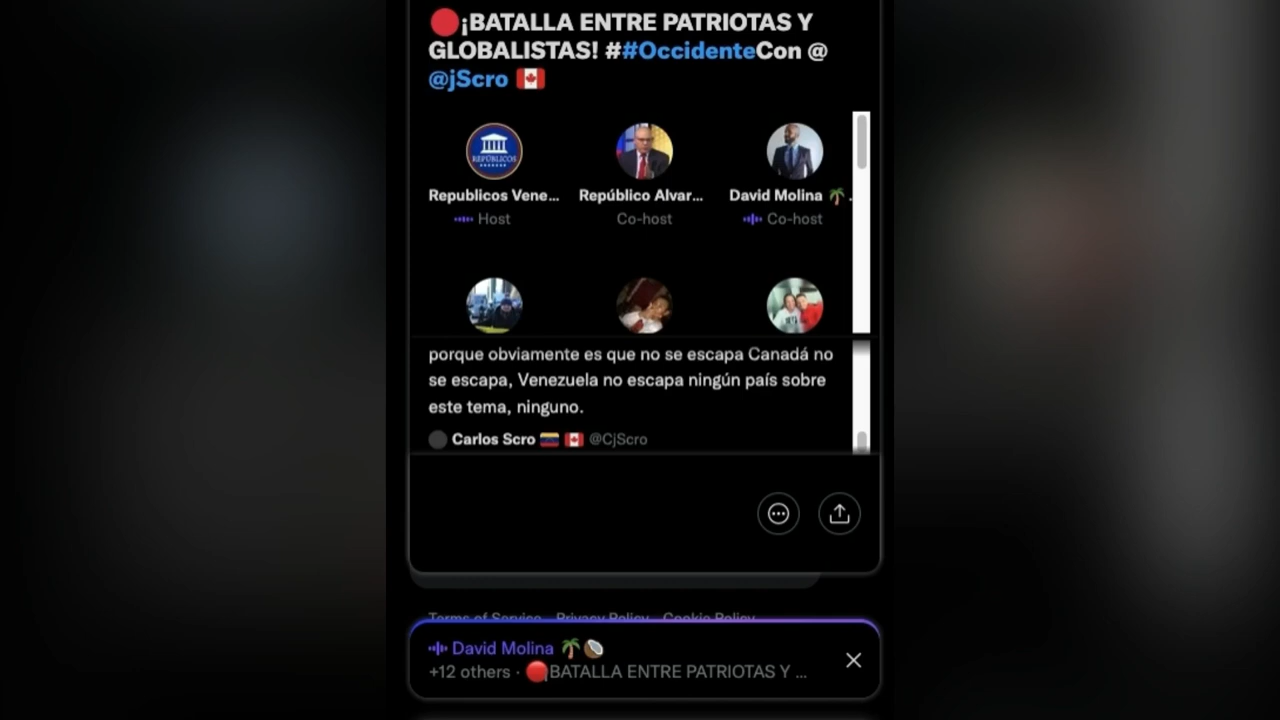 🔴¡BATALLA ENTRE PATRIOTAS Y
GLOBALISTAS! ##OccidenteCon @
@jScro 🇨🇦
REPÚBLICOS
Republicos Vene... Repúblico Alvar... David Molina 🌴.
Host Co-host Co-host
porque obviamente es que no se escapa Canadá no
se escapa, Venezuela no escapa ningún país sobre
este tema, ninguno.
Carlos Scro 🇻🇪 🇨🇦 @CjScro
Terms of Service Privacy Policy Cookie Policy
David Molina 🌴🥥
+12 others · 🔴¡BATALLA ENTRE PATRIOTAS Y ...